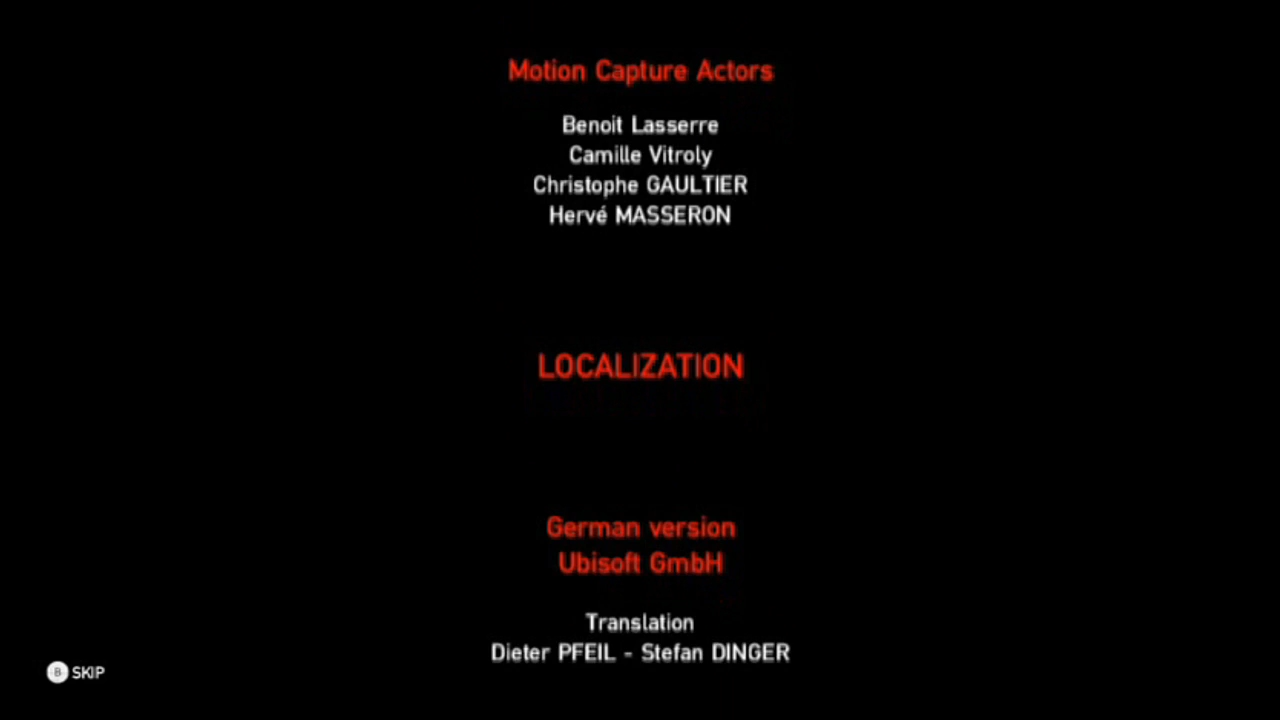 Motion Capture Actors
Benoit Lasserre
Camille Vitroly
Christophe GAULTIER
Hervé MASSERON
LOCALIZATION
German version
Ubisoft GmbH
Translation
Dieter PFEIL - Stefan DINGER
B SKIP